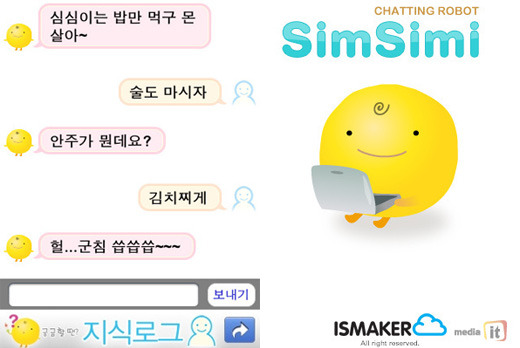 심심이는 밥만 먹구 몬
살아~
술도 마시자
안주가 뭔데요?
김치찌게
헐...군침 씁씁씁~~~
보내기
?
궁금할 땐?
지식로그
CHATTING ROBOT
SimSimi
ISMAKER
All right reserved.
media it